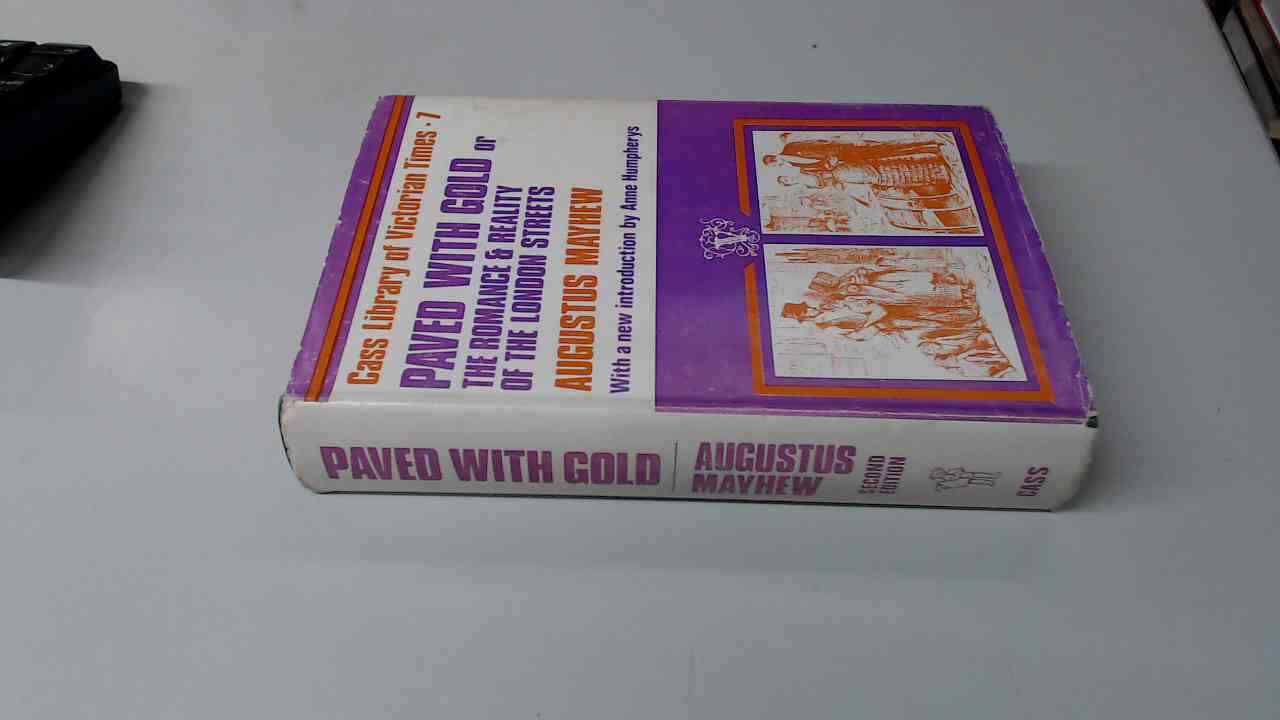 Cass Library of Victorian Times · 7
PAVED WITH GOLD or
THE ROMANCE & REALITY
OF THE LONDON STREETS
AUGUSTUS MAYHEW
With a new introduction by Anne Humpherys
PAVED WITH GOLD
AUGUSTUS
MAYHEW
SECOND
EDITION
CASS